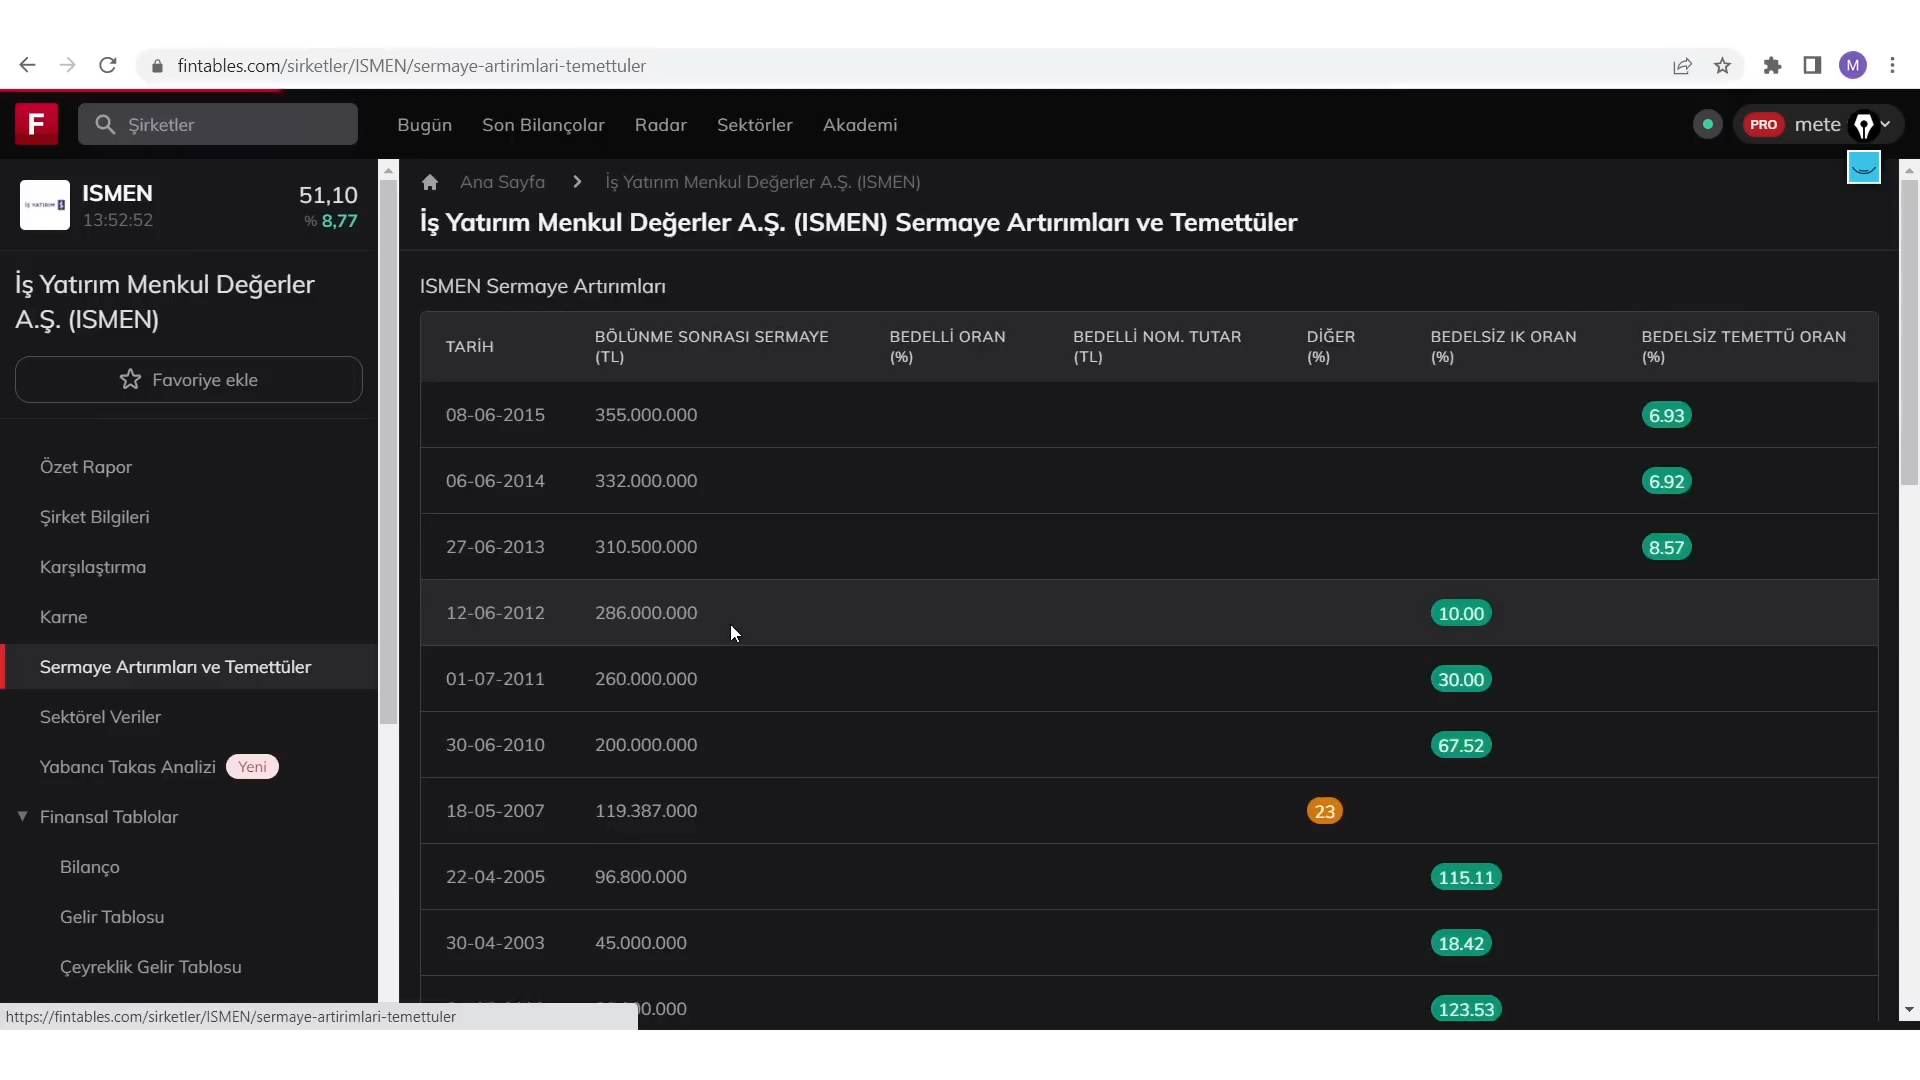 fintables.com/sirketler/ISMEN/sermaye-artirimlari-temettuler
M
F
Şirketler
Bugün
Son Bilançolar
Radar
Sektörler
Akademi
PRO
mete
İŞ YATIRIM
ISMEN
13:52:52
51,10
% 8,77
İş Yatırım Menkul Değerler
A.Ş. (ISMEN)
Favoriye ekle
Özet Rapor
Şirket Bilgileri
Karşılaştırma
Karne
Sermaye Artırımları ve Temettüler
Sektörel Veriler
Yabancı Takas Analizi Yeni
Finansal Tablolar
Bilanço
Gelir Tablosu
Çeyreklik Gelir Tablosu
Ana Sayfa
İş Yatırım Menkul Değerler A.Ş. (ISMEN)
İş Yatırım Menkul Değerler A.Ş. (ISMEN) Sermaye Artırımları ve Temettüler
ISMEN Sermaye Artırımları
TARİH
BÖLÜNME SONRASI SERMAYE
(TL)
BEDELLİ ORAN
(%)
BEDELLİ NOM. TUTAR
(TL)
DİĞER
(%)
BEDELSİZ IK ORAN
(%)
BEDELSİZ TEMETTÜ ORAN
(%)
08-06-2015 355.000.000 6.93
06-06-2014 332.000.000 6.92
27-06-2013 310.500.000 8.57
12-06-2012 286.000.000 10.00
01-07-2011 260.000.000 30.00
30-06-2010 200.000.000 67.52
18-05-2007 119.387.000 23
22-04-2005 96.800.000 115.11
30-04-2003 45.000.000 18.42
123.53
https://fintables.com/sirketler/ISMEN/sermaye-artirimlari-temettuler